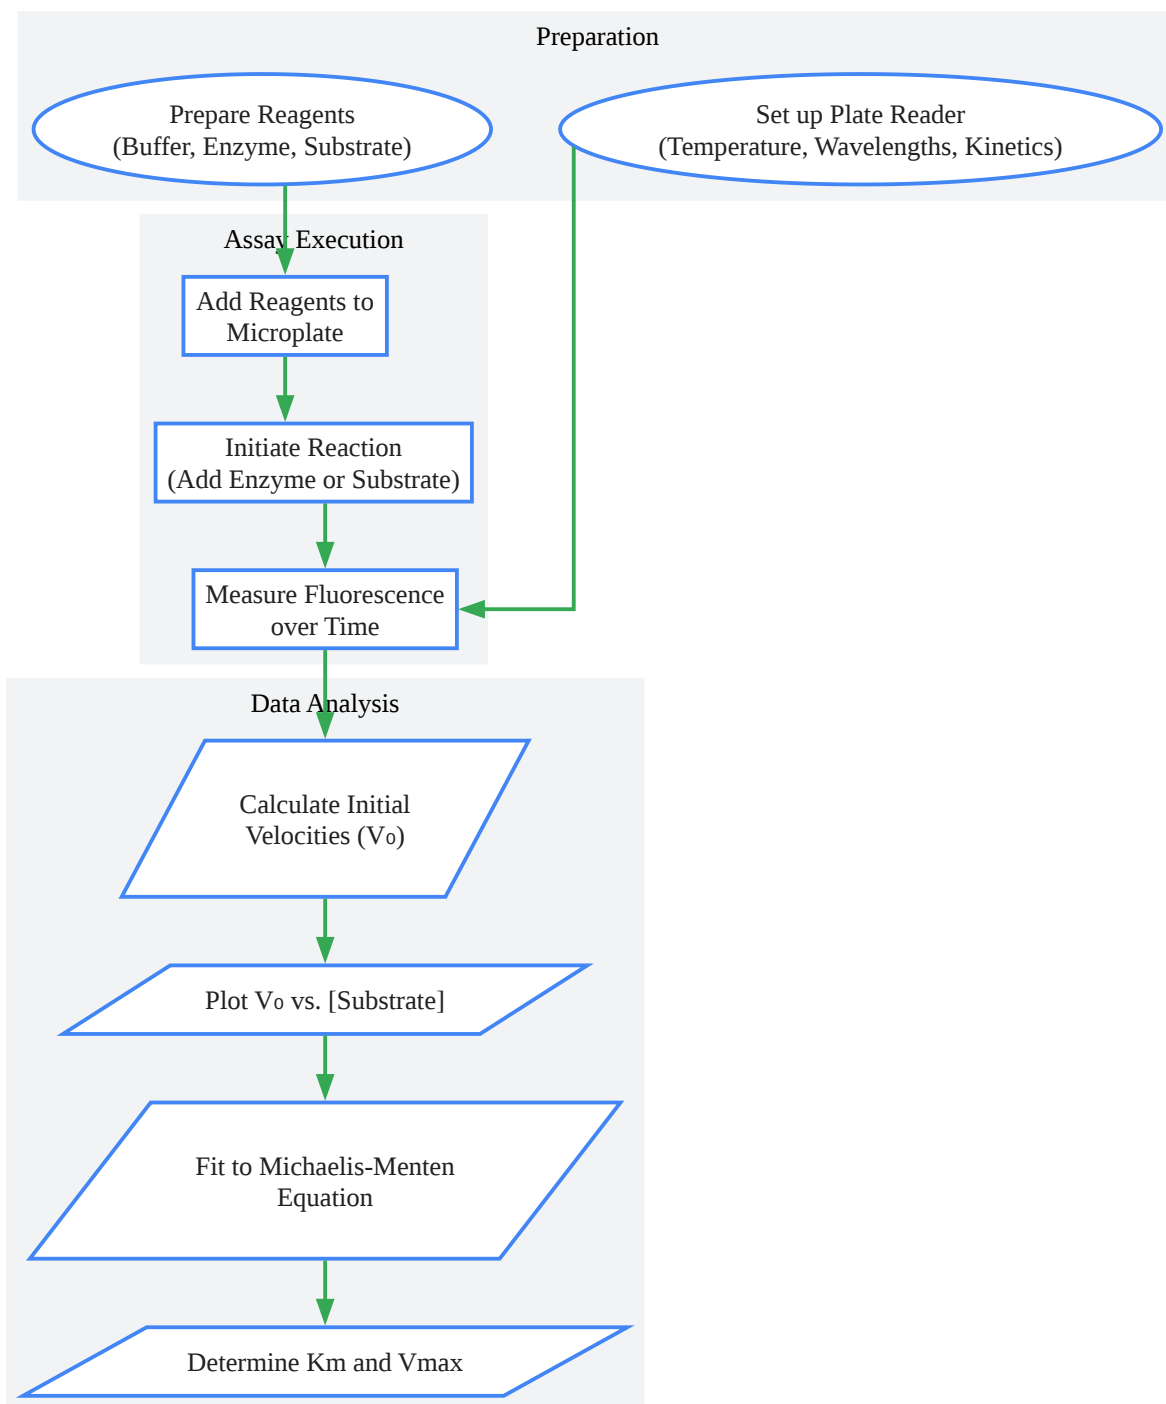 Preparation
Prepare Reagents
(Buffer, Enzyme, Substrate)
Set up Plate Reader
(Temperature, Wavelengths, Kinetics)
Assay Execution
Add Reagents to
Microplate
Initiate Reaction
(Add Enzyme or Substrate)
Measure Fluorescence
over Time
Data Analysis
Calculate Initial
Velocities (V₀)
Plot V₀ vs. [Substrate]
Fit to Michaelis-Menten
Equation
Determine Km and Vmax